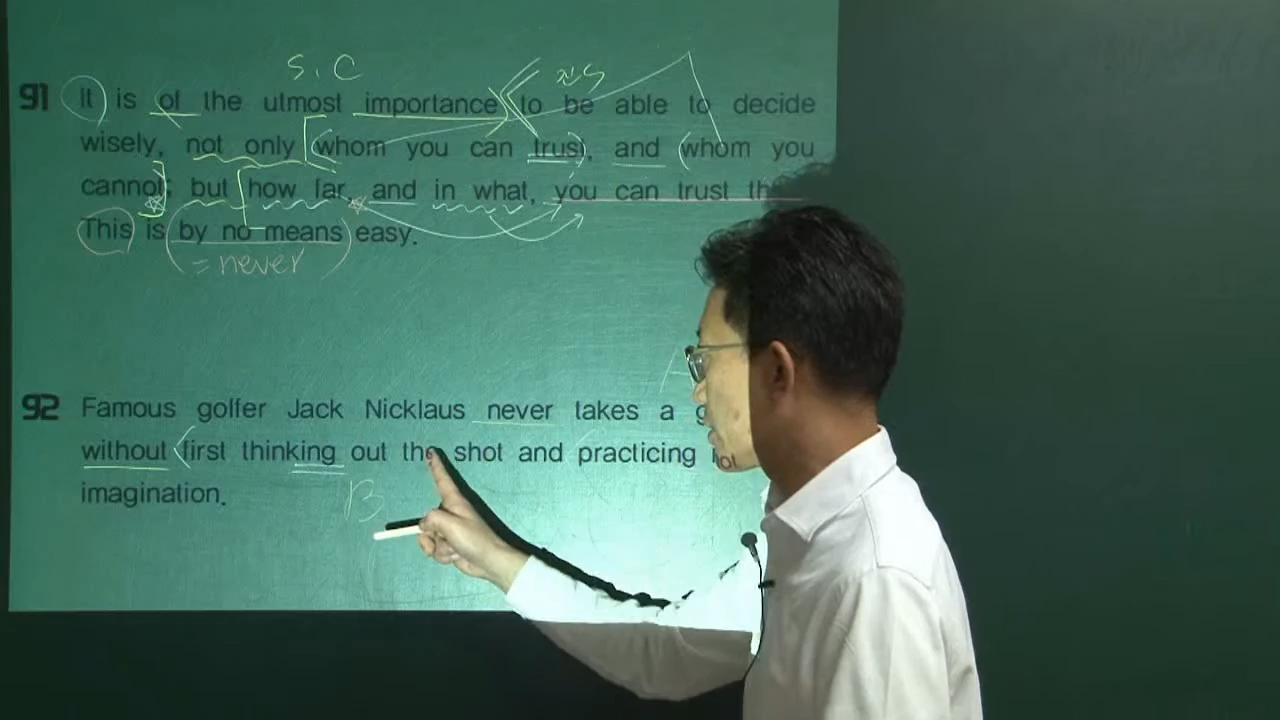 S. C
91 It is of the utmost importance to be able to decide
wisely, not only whom you can trust, and whom you
cannot; but how far, and in what, you can trust
This is by no means easy.
= never
92 Famous golfer Jack Nicklaus never takes a
without first thinking out the shot and practicing
imagination.
B